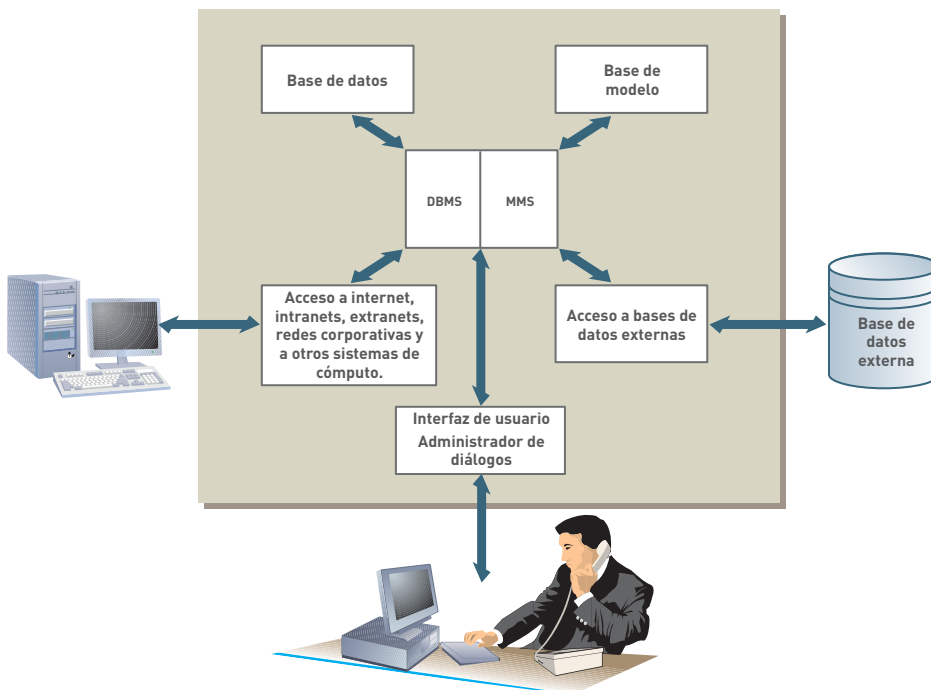 Base de datos
Base de
modelo
DBMS
MMS
Acceso a internet,
intranets, extranets,
redes corporativas y
a otros sistemas de
cómputo.
Acceso a bases de
datos externas
Base de
datos
externa
Interfaz de usuario
Administrador de
diálogos